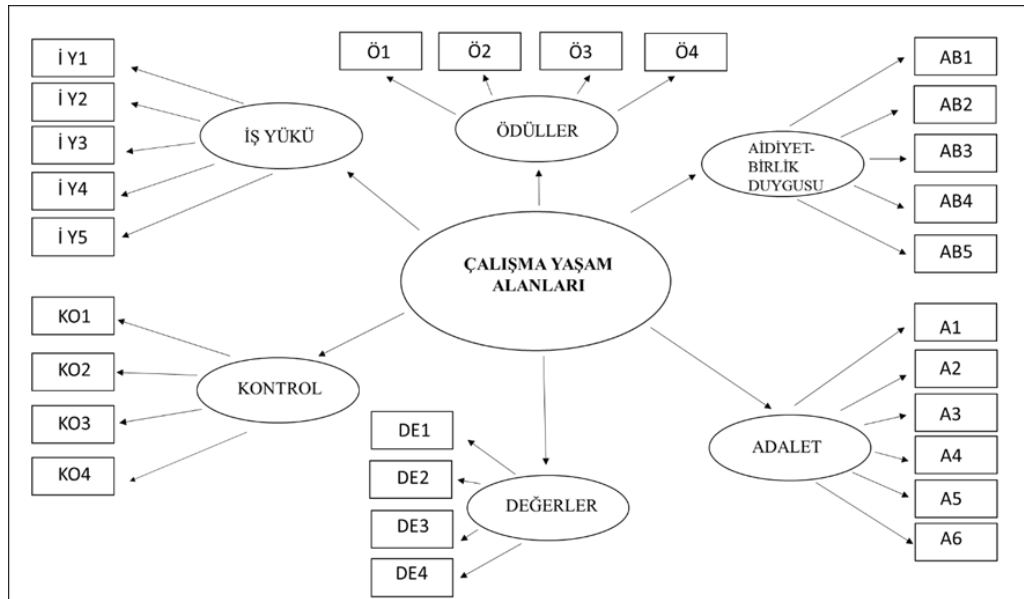 İ Y1
İ Y2
İ Y3
İ Y4
İ Y5
İŞ YÜKÜ
Ö1
Ö2
Ö3
Ö4
ÖDÜLLER
AB1
AB2
AB3
AB4
AB5
AİDİYET-
BİRLİK
DUYGUSU
ÇALIŞMA YAŞAM
ALANLARI
KO1
KO2
KO3
KO4
KONTROL
DE1
DE2
DE3
DE4
DEĞERLER
A1
A2
A3
A4
A5
A6
ADALET